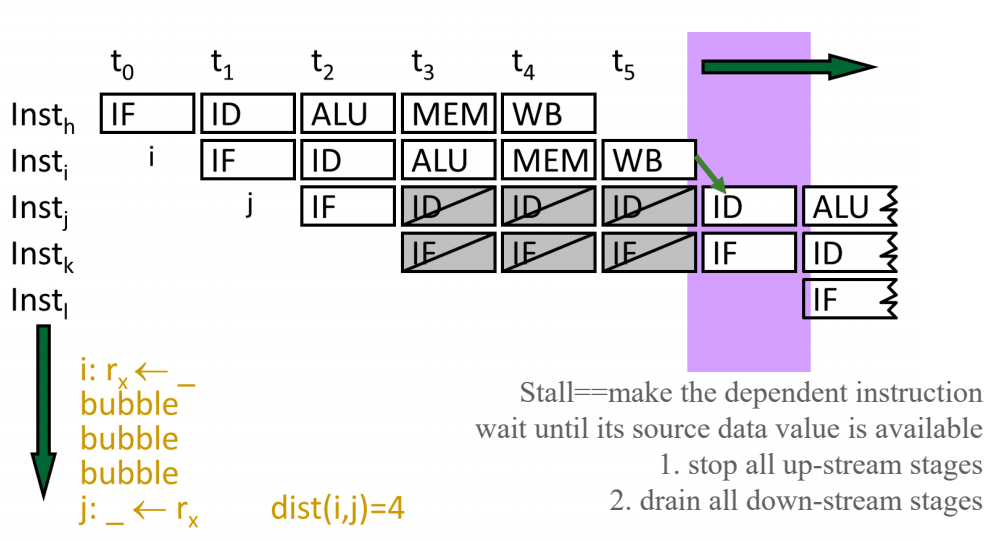 t₀ t₁ t₂ t₃ t₄ t₅
Instₕ IF ID ALU MEM WB
Instᵢ i IF ID ALU MEM WB
Instⱼ j IF ID ID ID ID ALU
Instₖ IF IF IF IF ID
Instₗ IF
i: rₓ ← _
bubble
bubble
bubble
j: _ ← rₓ dist(i,j)=4
Stall==make the dependent instruction
wait until its source data value is available
1. stop all up-stream stages
2. drain all down-stream stages